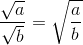 √a/√b = √(a/b)